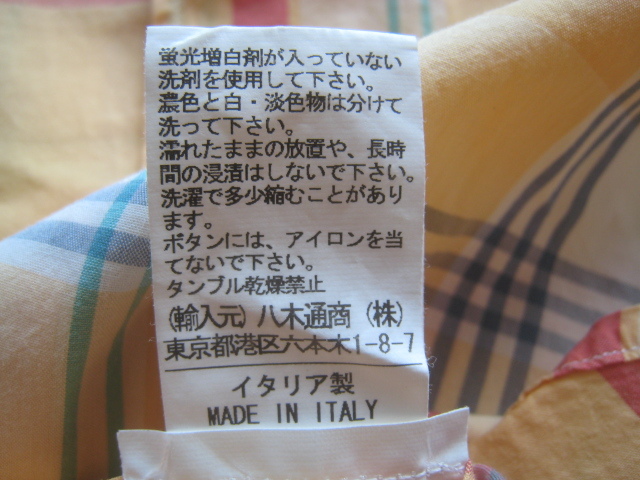 蛍光増白剤が入っていない
洗剤を使用して下さい。
濃色と白・淡色物は分けて
洗って下さい。
濡れたままの放置や、長時
間の浸漬はしないで下さい。
洗濯で多少縮むことがあり
ます。
ボタンには、アイロンを当
てないで下さい。
タンブル乾燥禁止
(輸入元) 八木通商 (株)
東京都港区六本木1-8-7
イタリア製
MADE IN ITALY